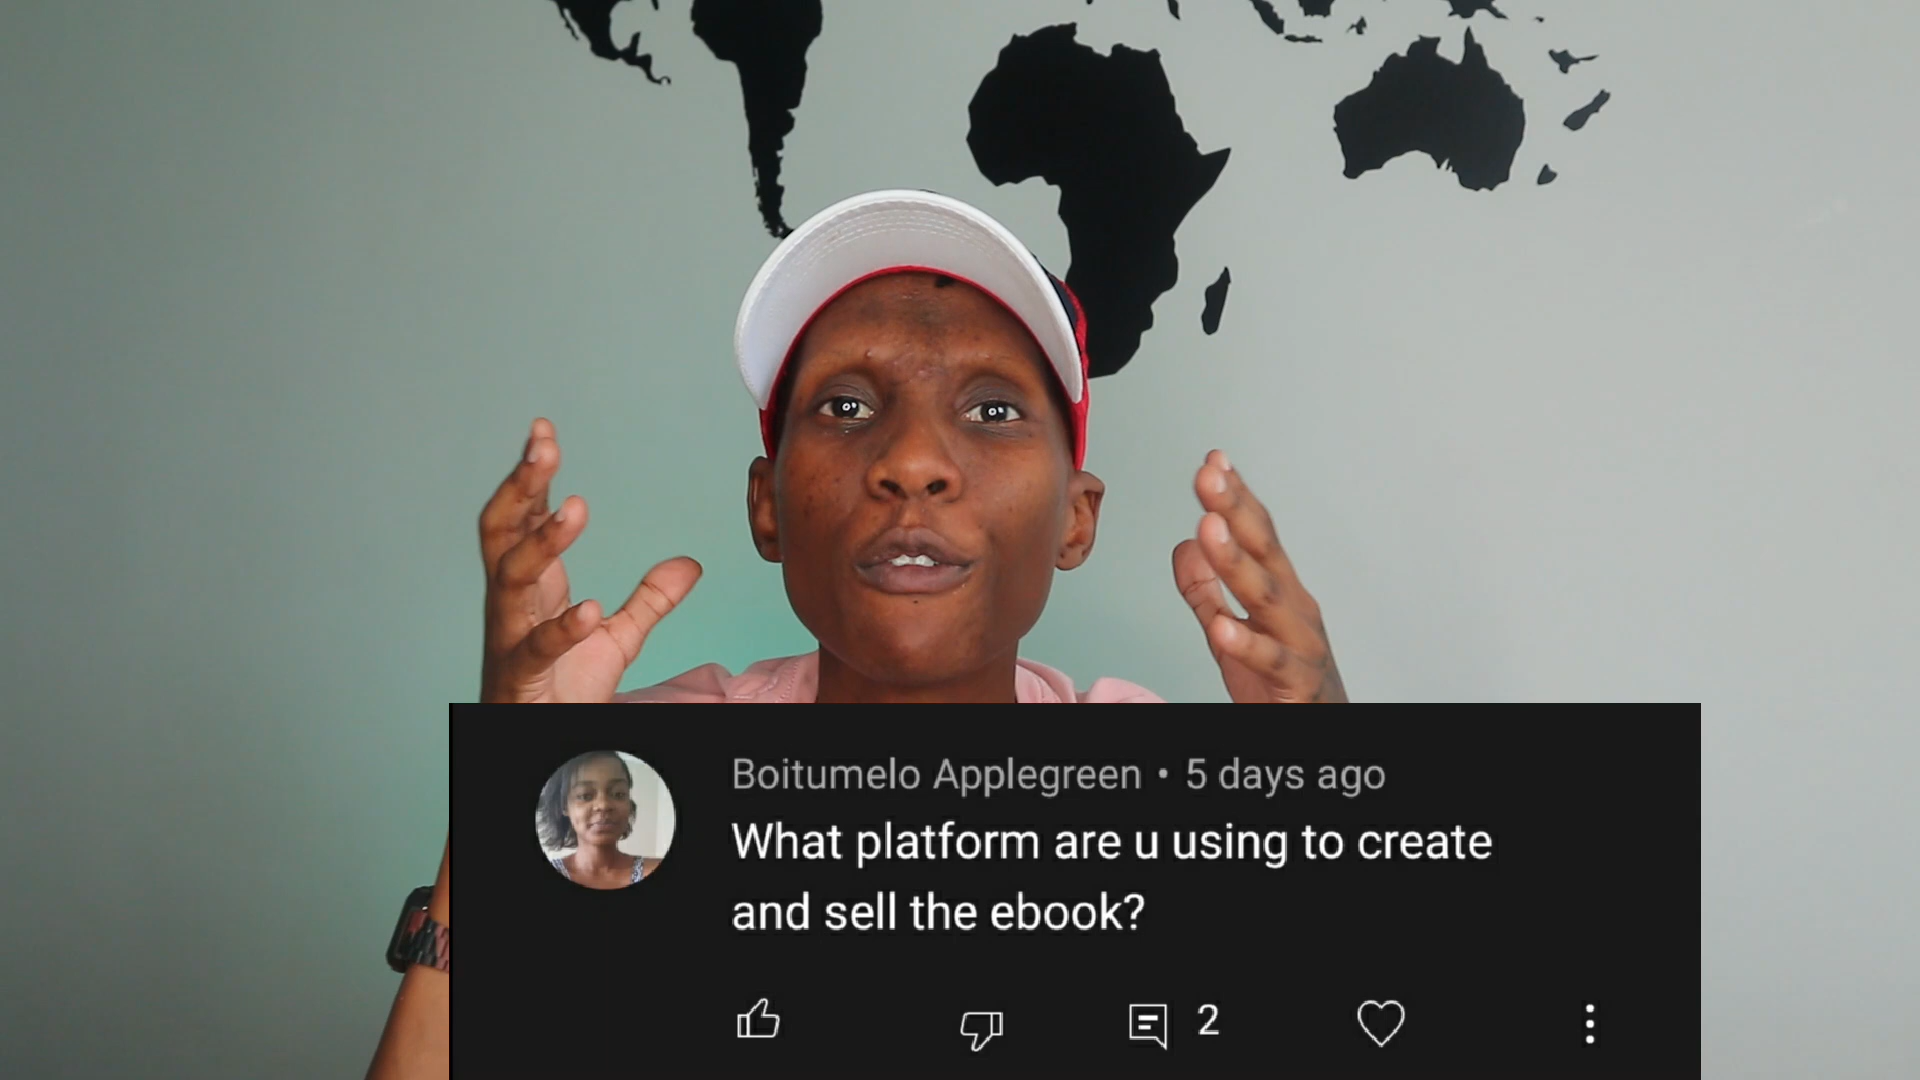 Boitumelo Applegreen • 5 days ago
What platform are u using to create
and sell the ebook?
2